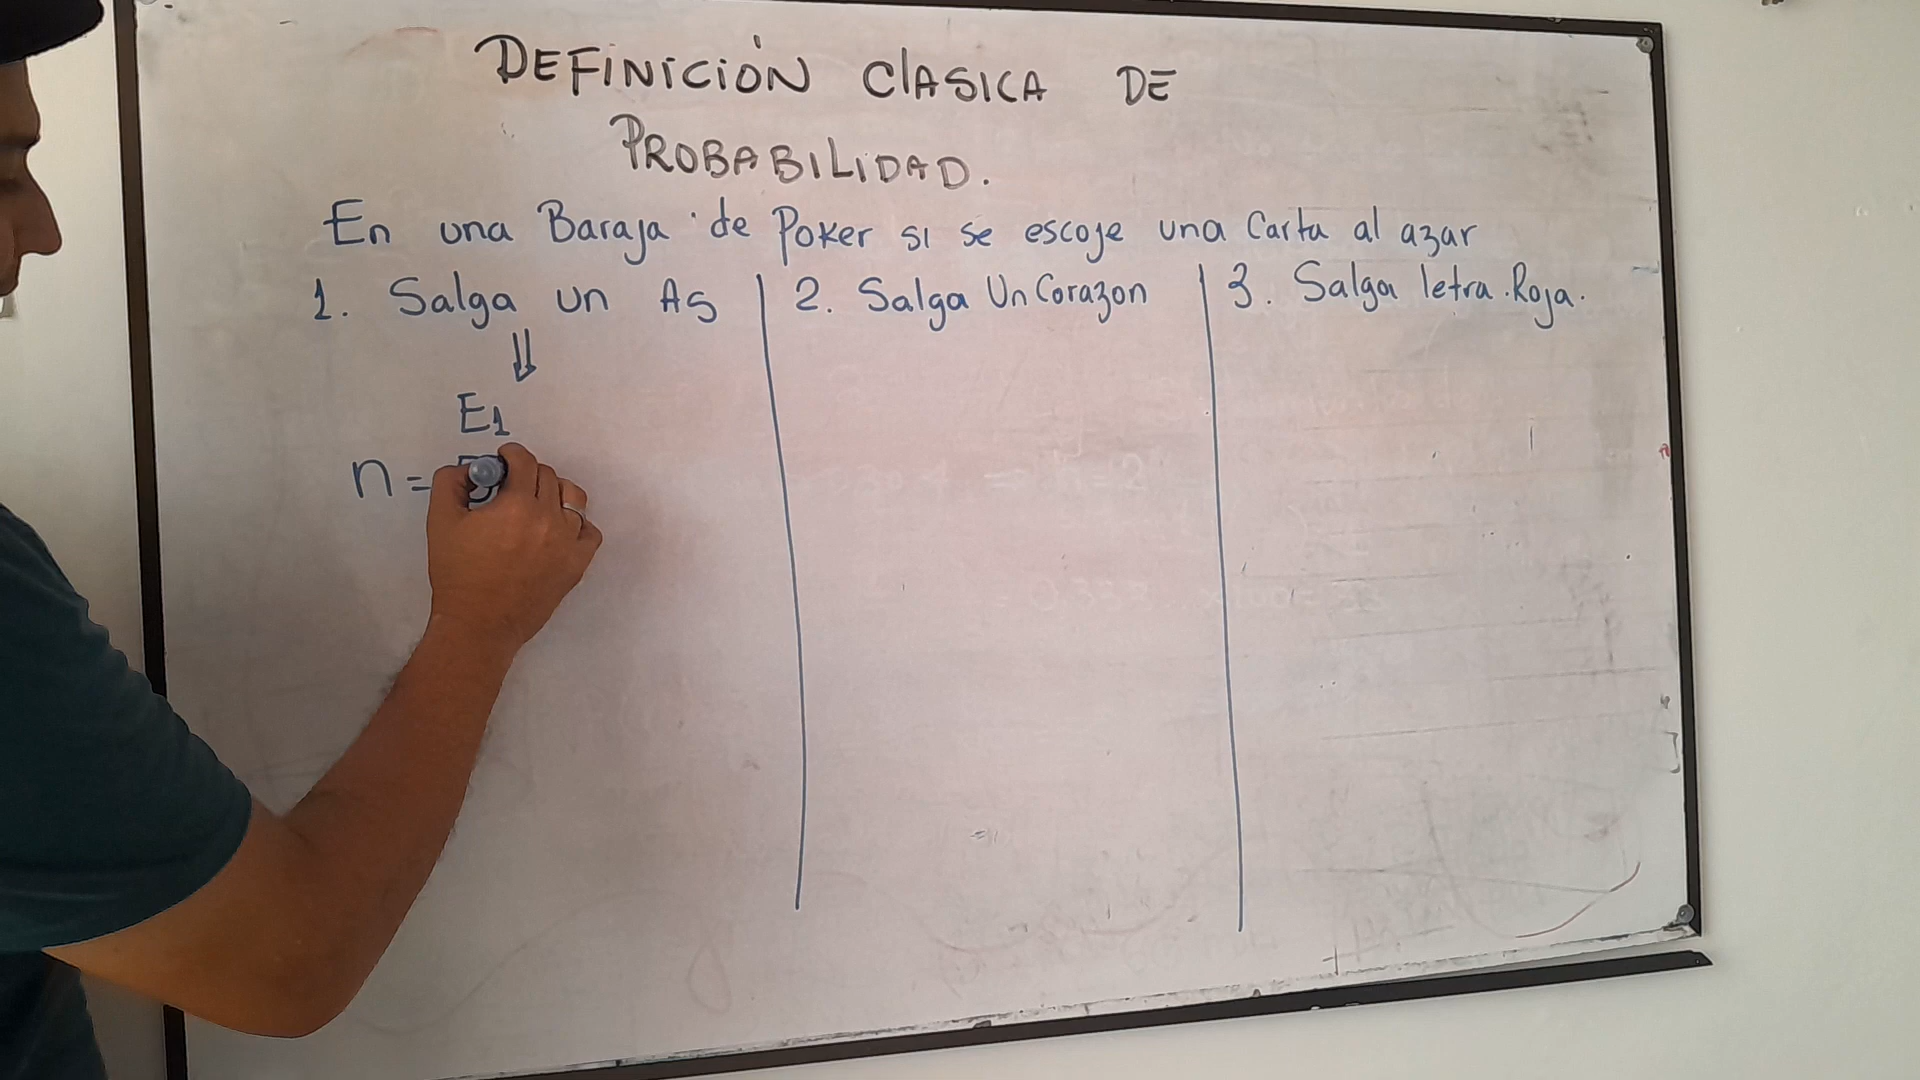 DEFINICIÓN CLASICA DE
PROBABILIDAD.
En una Baraja de Poker si se escoje una Carta al azar
1. Salga un AS
2. Salga Un Corazon
3. Salga letra Roja.
E1
n = 5